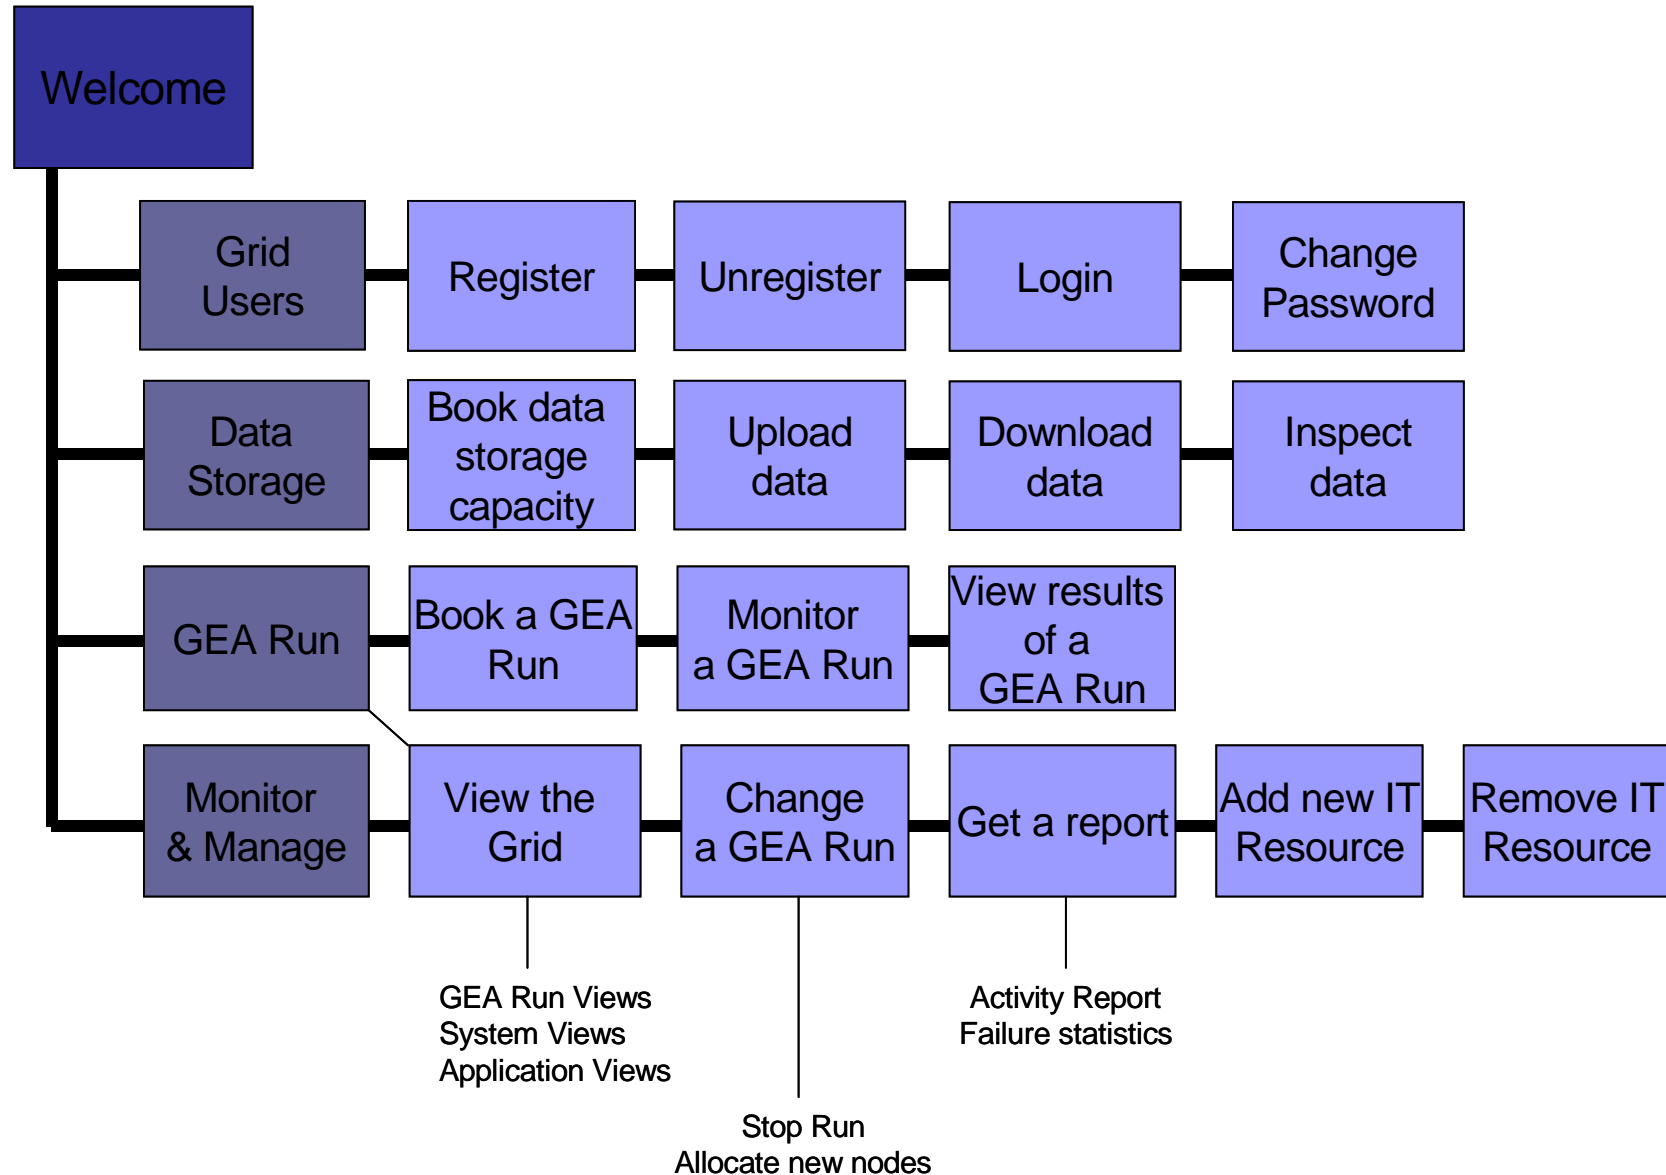 Welcome
Grid
Users
Register
Unregister
Login
Change
Password
Data
Storage
Book data
storage
capacity
Upload
data
Download
data
Inspect
data
GEA Run
Book a GEA
Run
Monitor
a GEA Run
View results
of a
GEA Run
Monitor
& Manage
View the
Grid
Change
a GEA Run
Get a report
Add new IT
Resource
Remove IT
Resource
GEA Run Views
System Views
Application Views
Activity Report
Failure statistics
Stop Run
Allocate new nodes